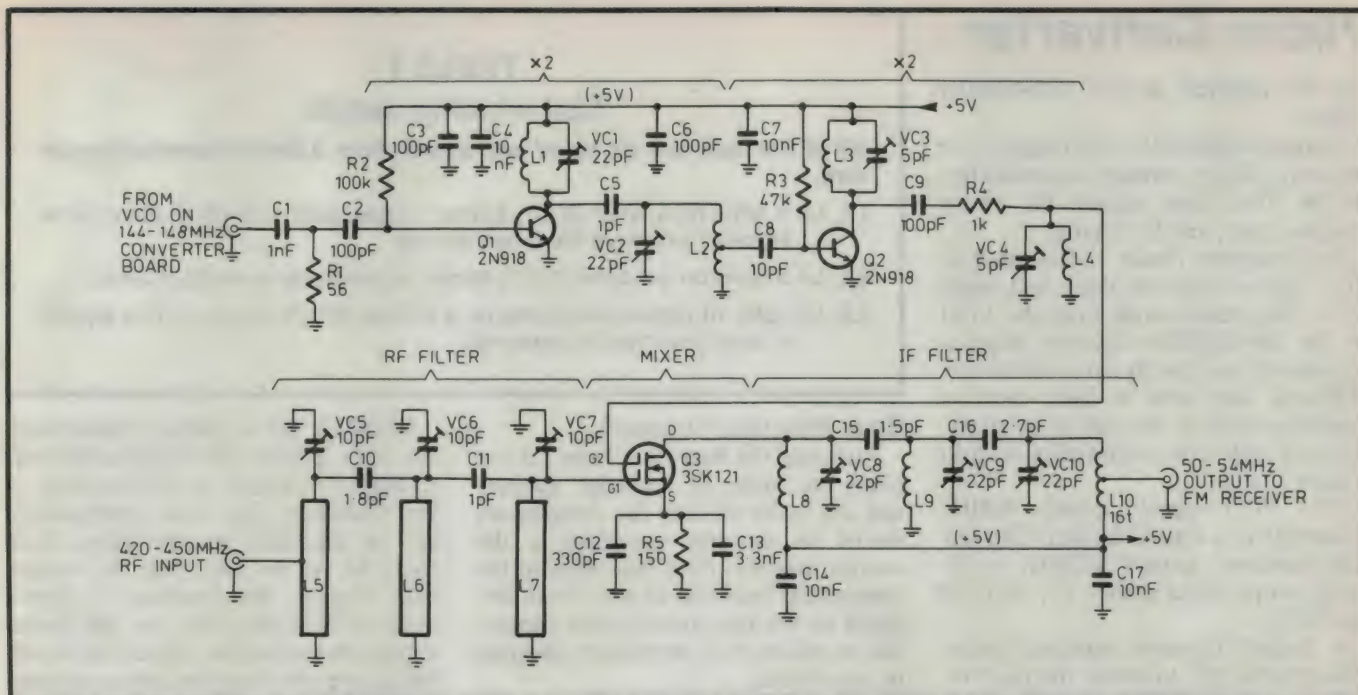 ×2
×2
(+5V)
+5V
C3
100pF
C4
10
nF
L1
VC1
22pF
C6
100pF
C7
10nF
L3
VC3
5pF
R2
100k
R3
47k
C9
100pF
R4
1k
FROM
VCO ON
144-148MHz
CONVERTER
BOARD
C1
1nF
C2
100pF
R1
56
Q1
2N918
C5
1pF
VC2
22pF
L2
C8
10pF
Q2
2N918
VC4
5pF
L4
RF FILTER
MIXER
IF FILTER
VC5
10pF
VC6
10pF
VC7
10pF
C10
1·8pF
C11
1pF
G2
G1
D
S
Q3
3SK121
C15
1·5pF
C16
2·7pF
VC8
22pF
VC9
22pF
VC10
22pF
L8
L9
L10
16t
50-54MHz
OUTPUT TO
FM RECEIVER
420-450MHz
RF INPUT
L5
L6
L7
C12
330pF
R5
150
C13
3·3nF
(+5V)
+5V
C14
10nF
C17
10nF